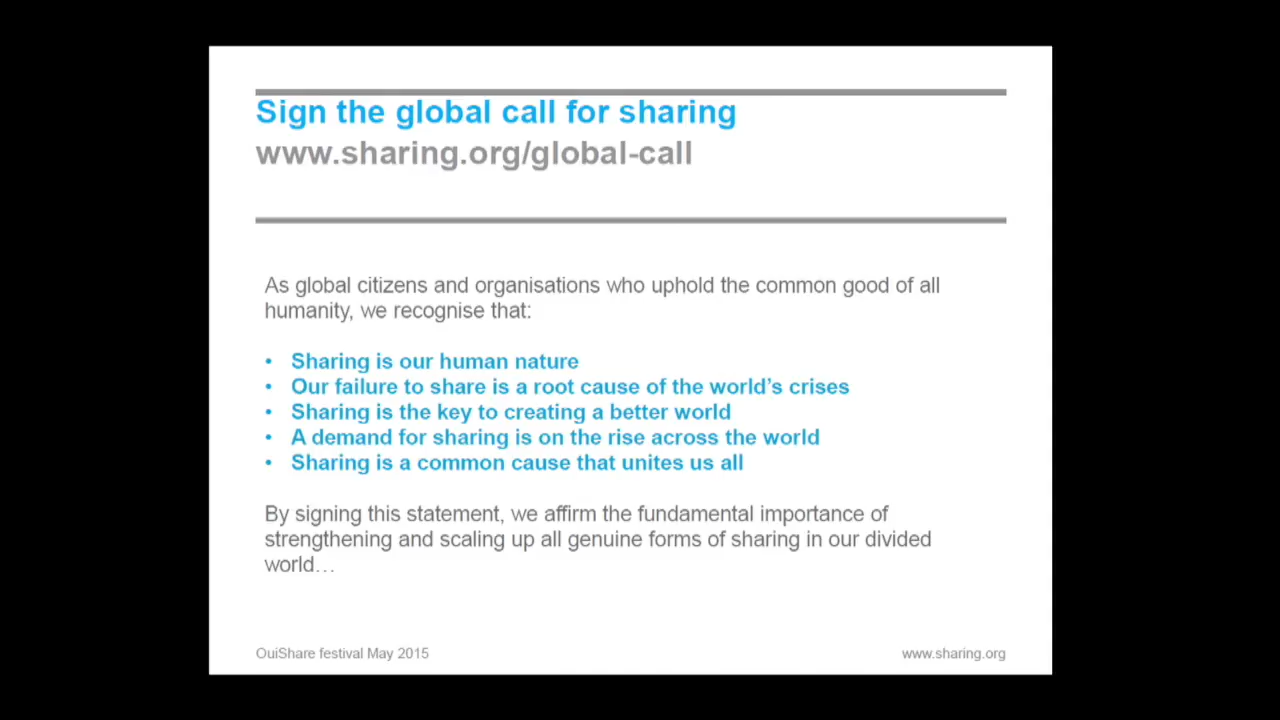 Sign the global call for sharing
www.sharing.org/global-call
As global citizens and organisations who uphold the common good of all
humanity, we recognise that:
• Sharing is our human nature
• Our failure to share is a root cause of the world’s crises
• Sharing is the key to creating a better world
• A demand for sharing is on the rise across the world
• Sharing is a common cause that unites us all
By signing this statement, we affirm the fundamental importance of
strengthening and scaling up all genuine forms of sharing in our divided
world…
OuiShare festival May 2015
www.sharing.org